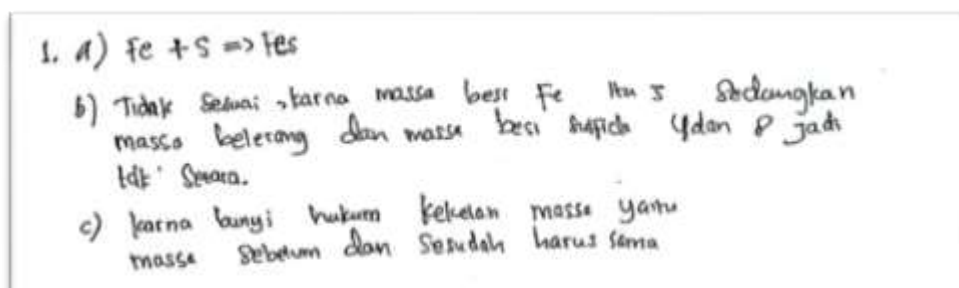 1. a) Fe + S => Fes
b) Tidak Sesuai, karna massa besi Fe itu 5 Sedangkan
massa belerang dan massa besi Sulfida 4 dan 8 jadi
tdk Setara.
c) karna bunyi hukum kekelan massa yaitu
massa Sebelum dan Sesudah harus sama